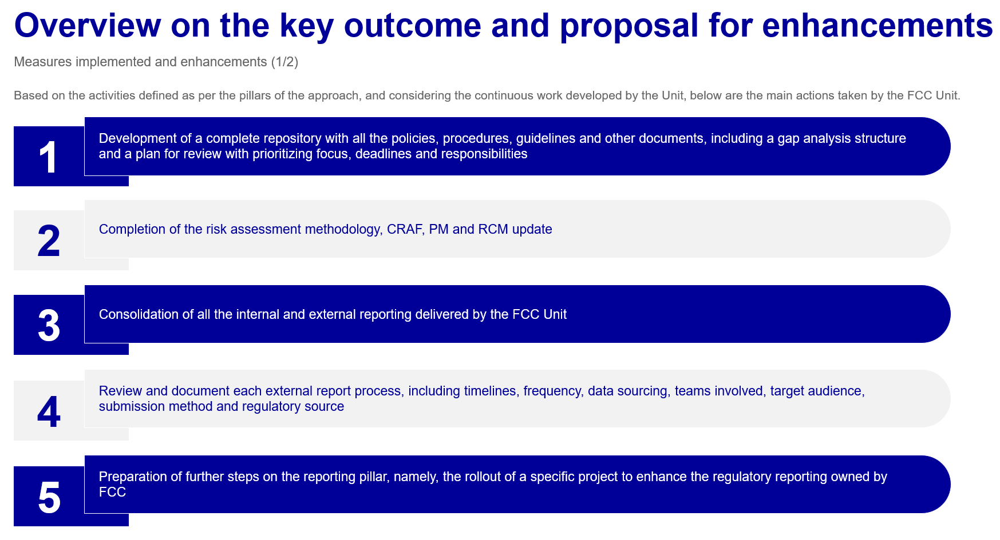 Overview on the key outcome and proposal for enhancements
Measures implemented and enhancements (1/2)
Based on the activities defined as per the pillars of the approach, and considering the continuous work developed by the Unit, below are the main actions taken by the FCC Unit.
1
Development of a complete repository with all the policies, procedures, guidelines and other documents, including a gap analysis structure
and a plan for review with prioritizing focus, deadlines and responsibilities
2
Completion of the risk assessment methodology, CRAF, PM and RCM update
3
Consolidation of all the internal and external reporting delivered by the FCC Unit
4
Review and document each external report process, including timelines, frequency, data sourcing, teams involved, target audience,
submission method and regulatory source
5
Preparation of further steps on the reporting pillar, namely, the rollout of a specific project to enhance the regulatory reporting owned by
FCC